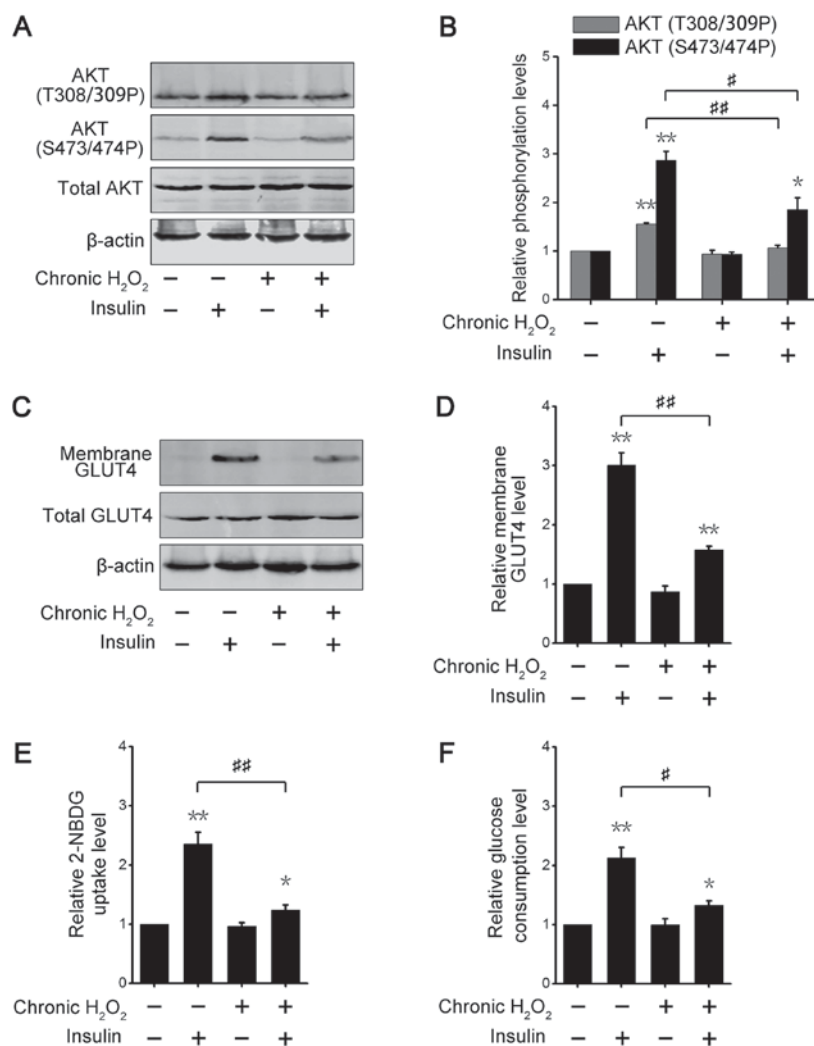 A
AKT
(T308/309P)
AKT
(S473/474P)
Total AKT
β-actin
Chronic H₂O₂ − − + +
Insulin − + − +
B
AKT (T308/309P)
AKT (S473/474P)
Relative phosphorylation levels
5
4
3
2
1
0
** ** *
♯
♯♯
Chronic H₂O₂ − − + +
Insulin − + − +
C
Membrane
GLUT4
Total GLUT4
β-actin
Chronic H₂O₂ − − + +
Insulin − + − +
D
Relative membrane
GLUT4 level
4
3
2
1
0
** **
♯♯
Chronic H₂O₂ − − + +
Insulin − + − +
E
Relative 2-NBDG
uptake level
4
3
2
1
0
** *
♯♯
Chronic H₂O₂ − − + +
Insulin − + − +
F
Relative glucose
consumption level
4
3
2
1
0
** *
♯
Chronic H₂O₂ − − + +
Insulin − + − +